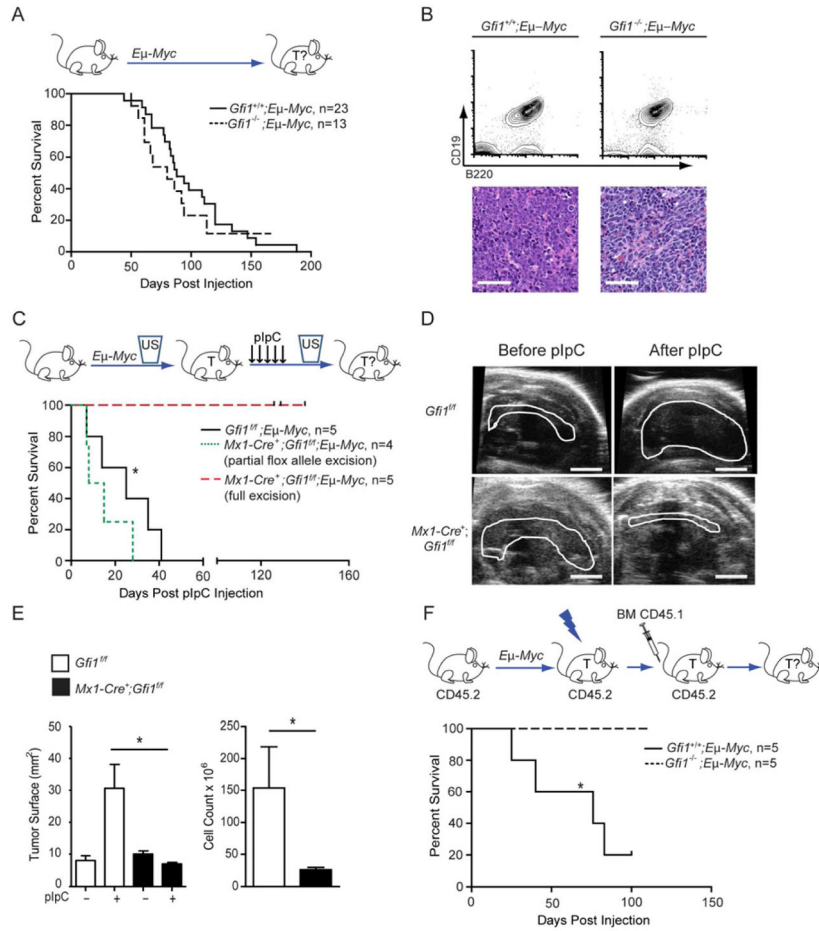 A
Eμ-Myc
T?
Gfi1+/+;Eμ-Myc, n=23
Gfi1-/-;Eμ-Myc, n=13
Percent Survival
100
80
60
40
20
0
0 50 100 150 200
Days Post Injection
B
Gfi1+/+;Eμ–Myc Gfi1-/-;Eμ–Myc
CD19
B220
C
Eμ-Myc US T pIpC US T?
Gfi1f/f;Eμ-Myc, n=5
Mx1-Cre+;Gfi1f/f;Eμ-Myc, n=4
(partial flox allele excision)
Mx1-Cre+;Gfi1f/f;Eμ-Myc, n=5
(full excision)
*
Percent Survival
100
80
60
40
20
0
0 20 40 60 120 160
Days Post pIpC Injection
D
Before pIpC After pIpC
Gfi1f/f
Mx1-Cre+;
Gfi1f/f
E
Gfi1f/f
Mx1-Cre+;Gfi1f/f
Tumor Surface (mm2)
50
40
30
20
10
0
*
pIpC − + − +
Cell Count x 106
250
200
150
100
50
0
*
F
BM CD45.1
Eμ-Myc
T T T?
CD45.2 CD45.2 CD45.2
Gfi1+/+;Eμ-Myc, n=5
Gfi1-/-;Eμ-Myc, n=5
*
Percent Survival
100
80
60
40
20
0
0 50 100 150
Days Post Injection